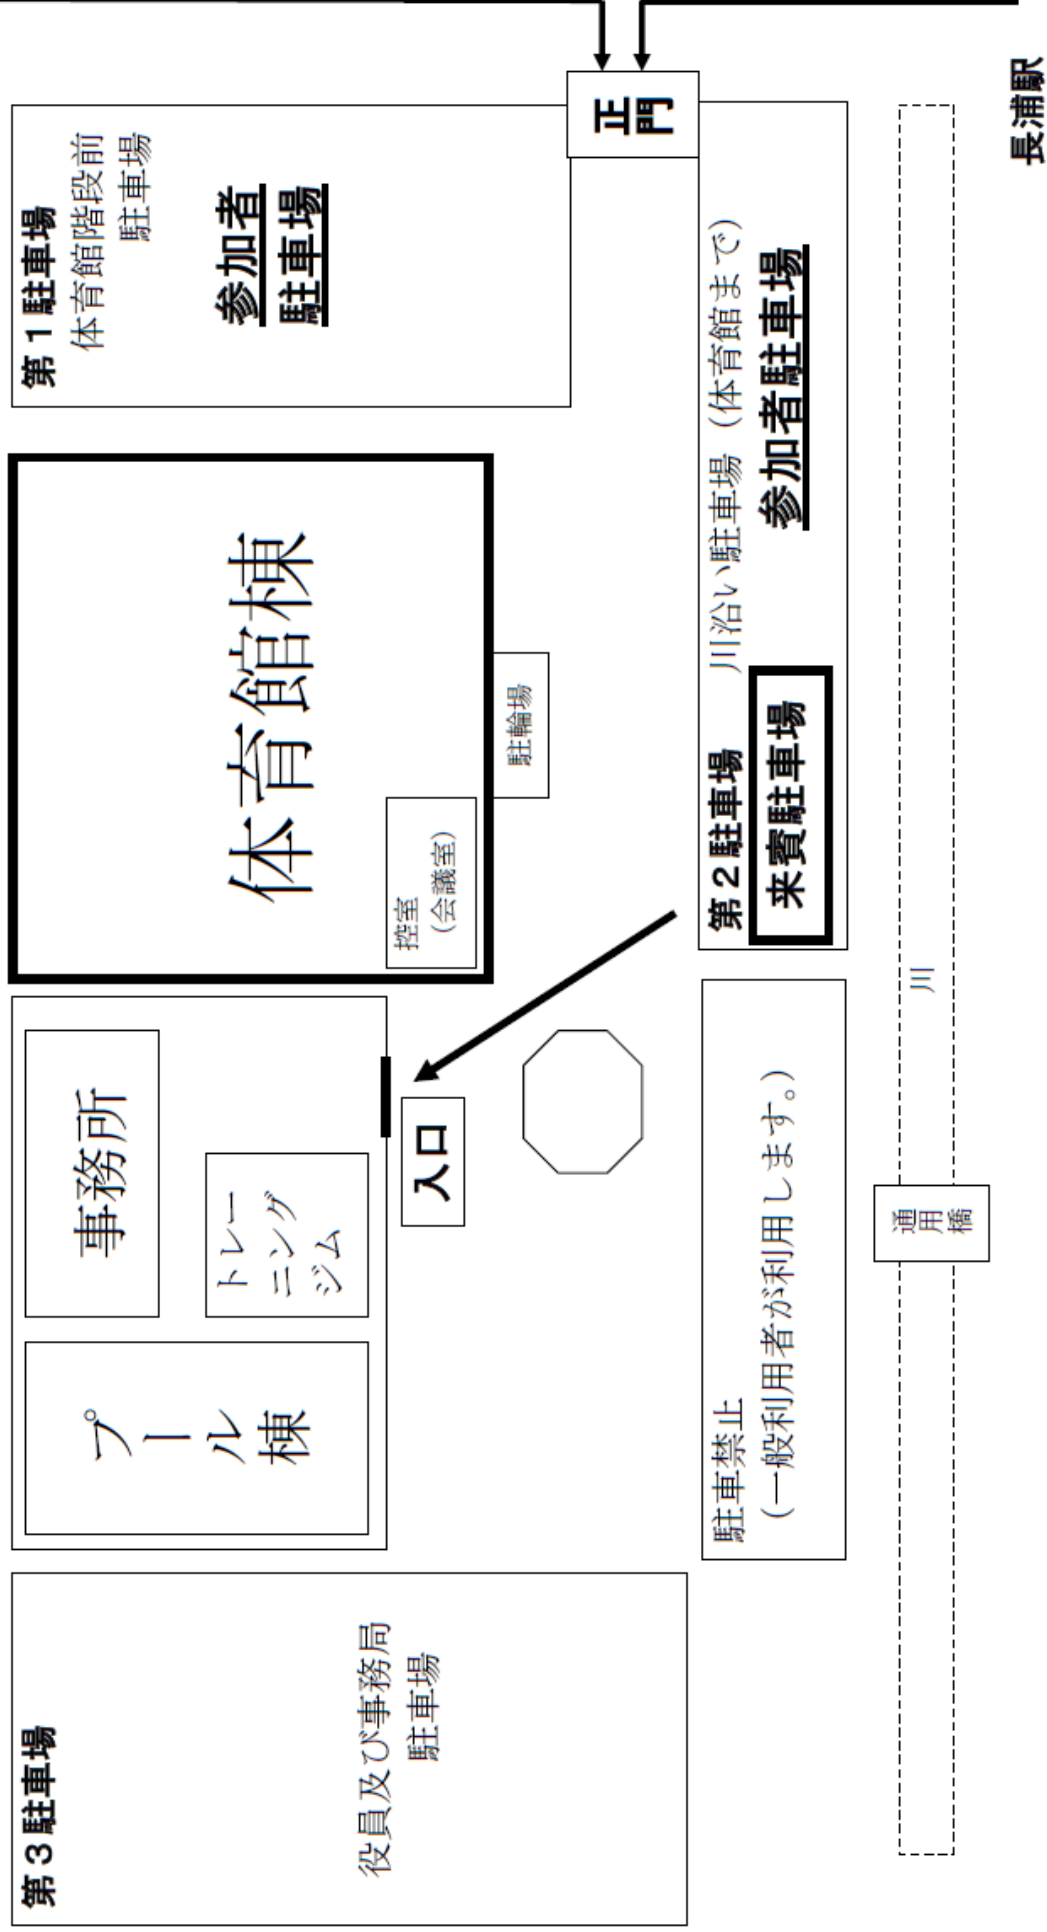 第３駐車場
役員及び事務局
駐車場
プール
棟
事務所
トレー
ニング
ジム
入口
体育館棟
控室
（会議室）
駐輪場
第１駐車場
体育館階段前
駐車場
参加者
駐車場
正
門
駐車禁止
（一般利用者が利用します。）
第２駐車場　川沿い駐車場（体育館まで）
来賓駐車場
参加者駐車場
川
通
用
橋
長浦駅